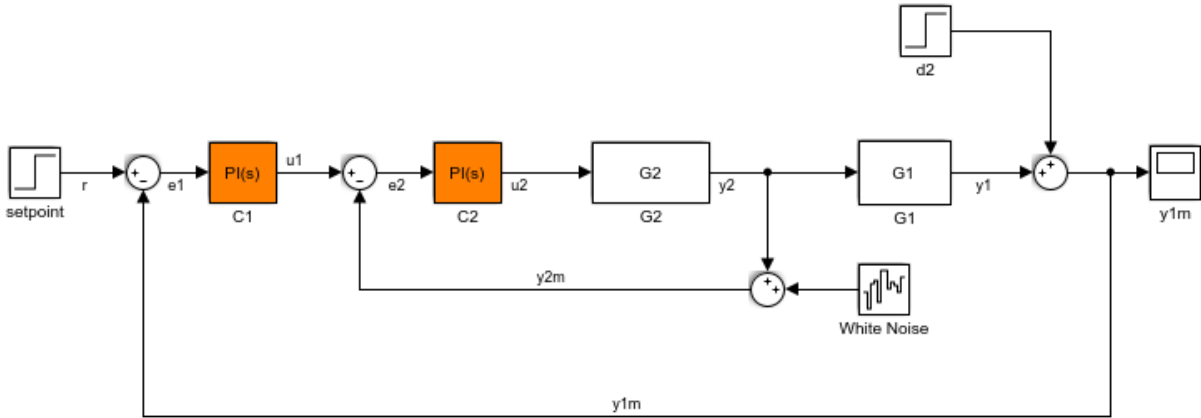 d2
setpoint
r
e1
PI(s)
C1
u1
e2
PI(s)
C2
u2
G2
G2
y2
G1
G1
y1
y1m
y2m
White Noise
y1m